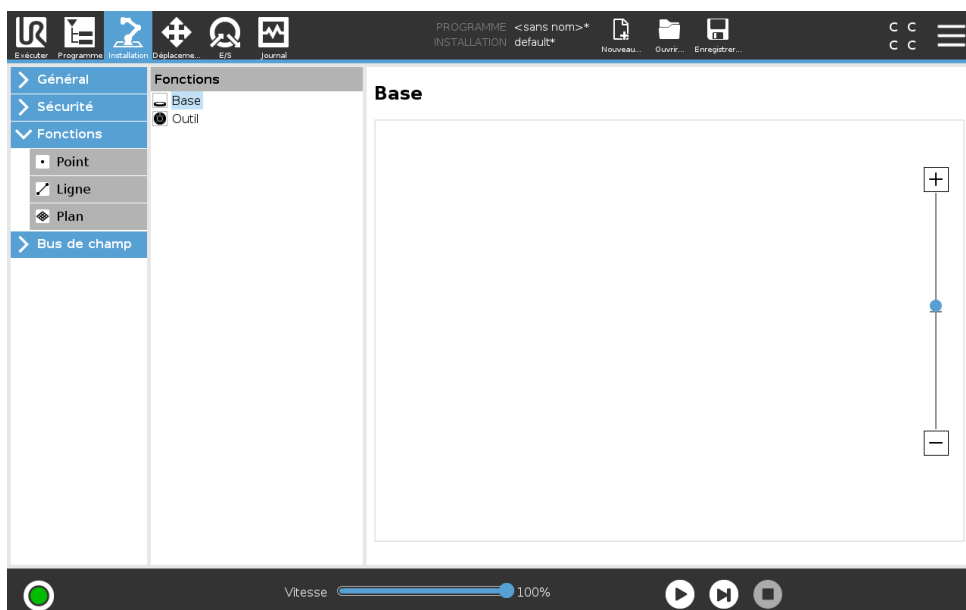 PROGRAMME <sans nom>*
INSTALLATION default*
UR
Exécuter Programme Installation Déplaceme... E/S Journal
Nouveau... Ouvrir... Enregistrer...
C C
C C
Général
Sécurité
Fonctions
Point
Ligne
Plan
Bus de champ
Fonctions
Base
Outil
Base
Vitesse 100%